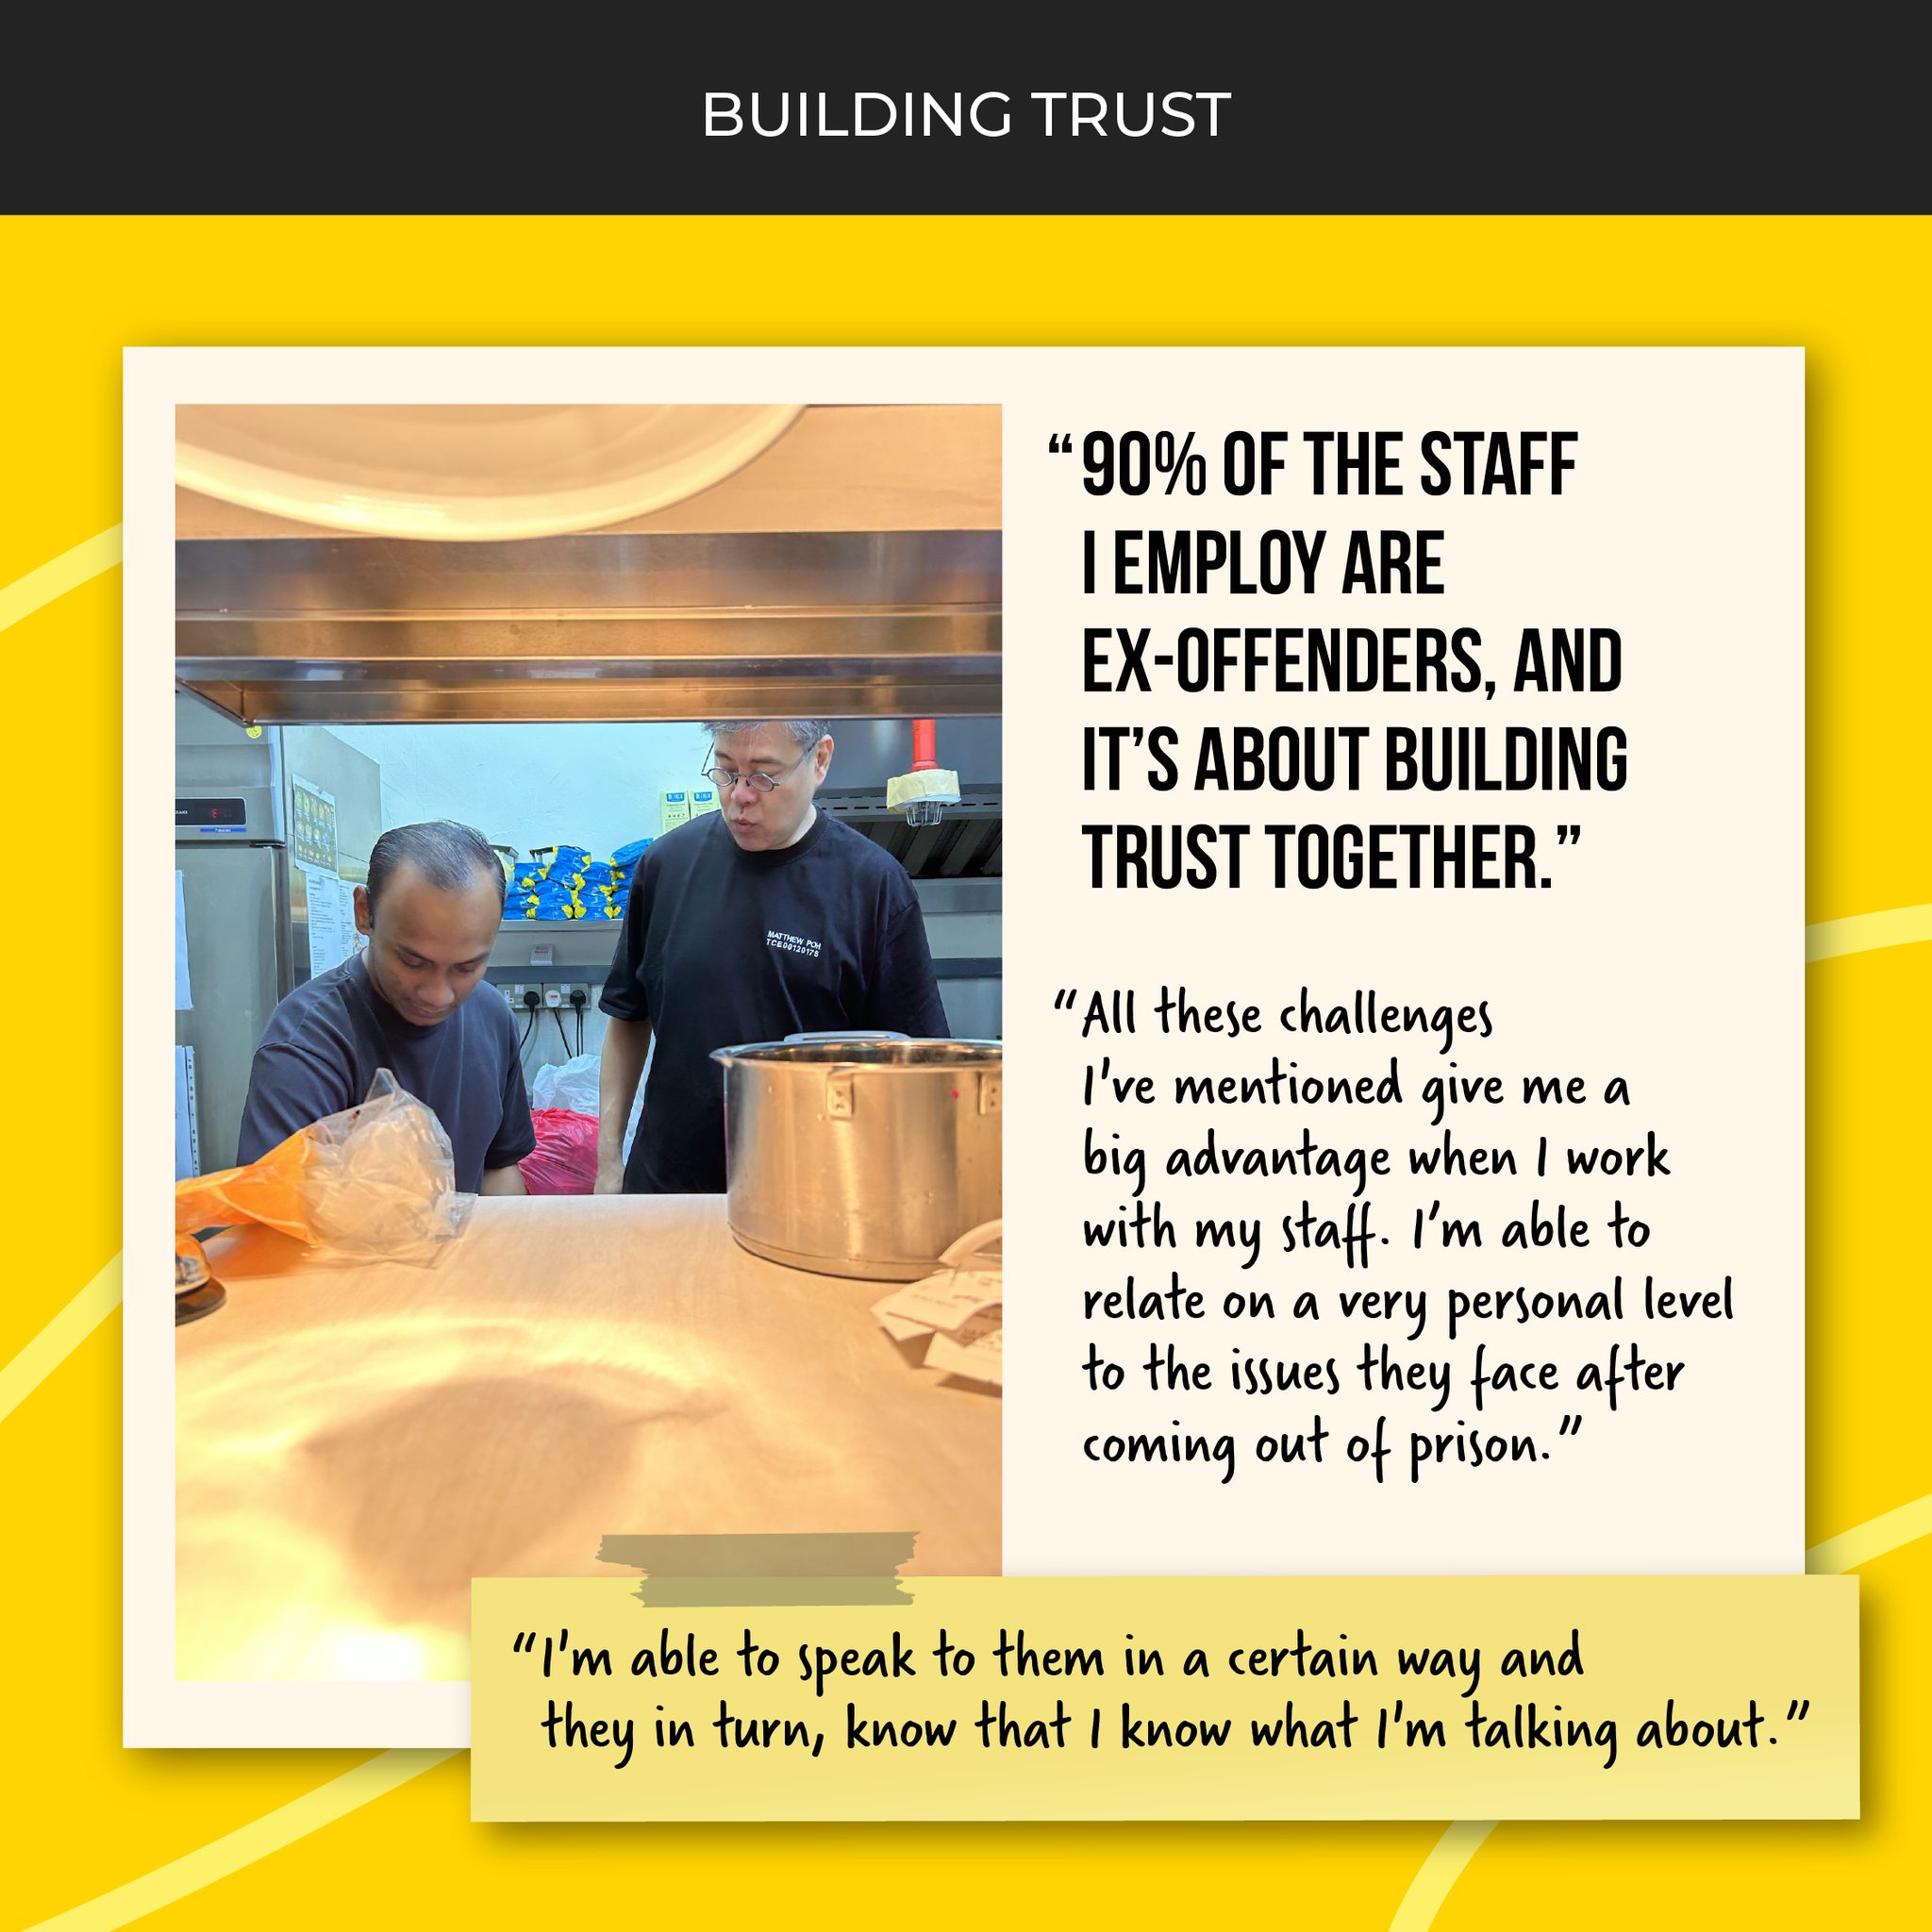 BUILDING TRUST
“90% OF THE STAFF
I EMPLOY ARE
EX-OFFENDERS, AND
IT’S ABOUT BUILDING
TRUST TOGETHER.”
“All these challenges
I’ve mentioned give me a
big advantage when I work
with my staff. I’m able to
relate on a very personal level
to the issues they face after
coming out of prison.”
MATTHEW POH
TCE0012017S
“I’m able to speak to them in a certain way and
they in turn, know that I know what I’m talking about.”